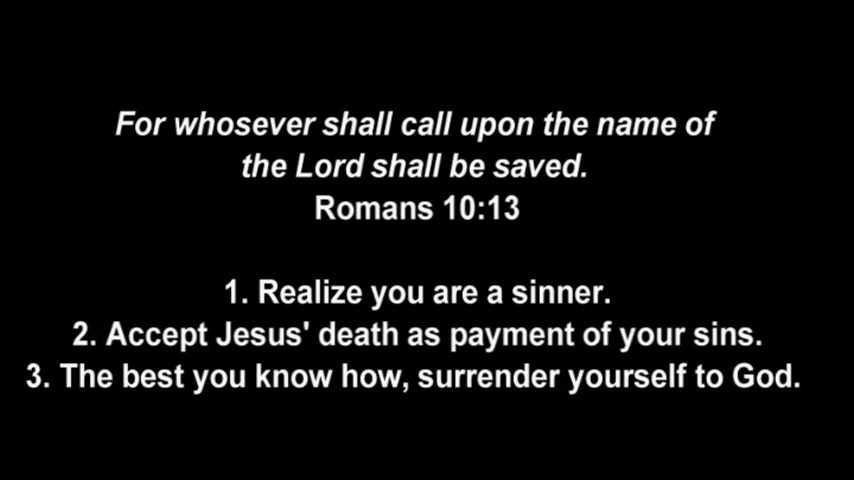 For whosever shall call upon the name of
the Lord shall be saved.
Romans 10:13
1. Realize you are a sinner.
2. Accept Jesus' death as payment of your sins.
3. The best you know how, surrender yourself to God.